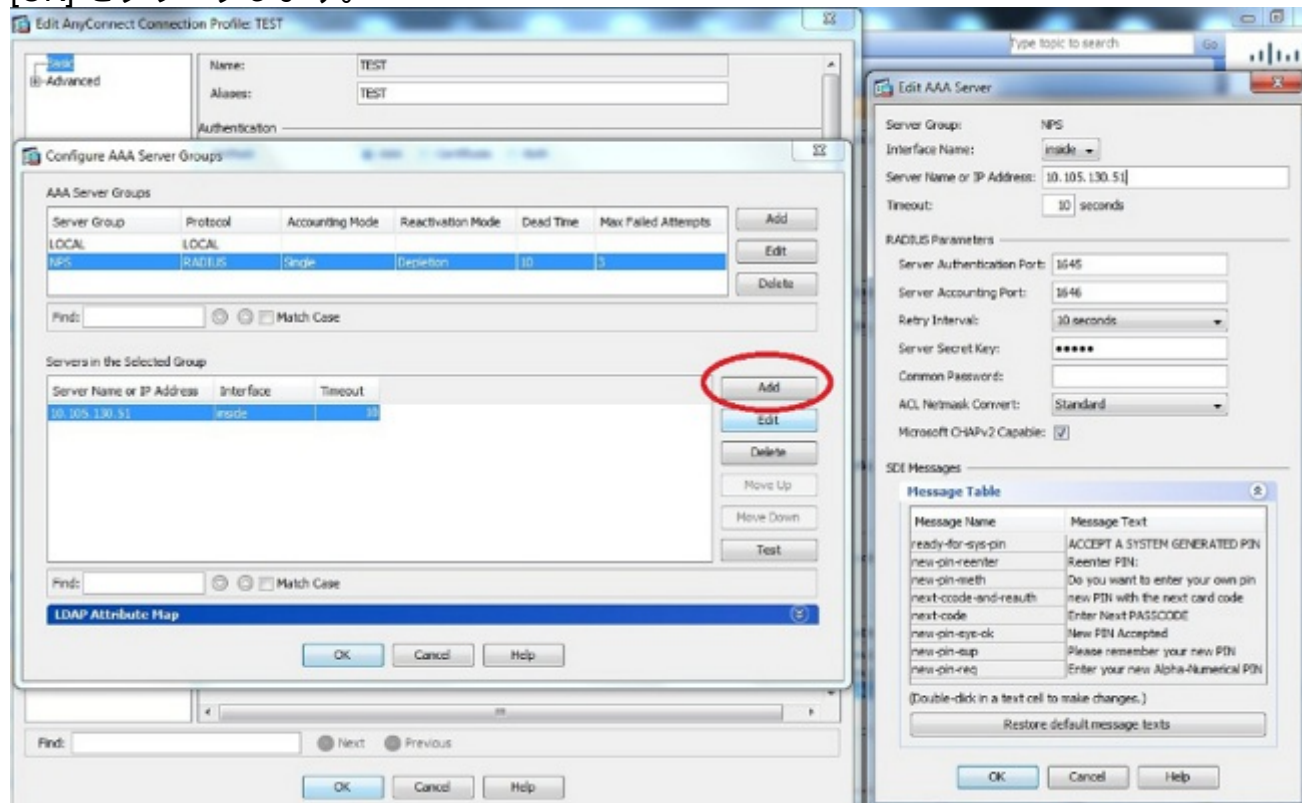 [OK] をクリックします。
Edit AnyConnect Connection Profile: TEST
Basic
Advanced
Name: TEST
Aliases: TEST
Authentication
Configure AAA Server Groups
AAA Server Groups
Server Group Protocol Accounting Mode Reactivation Mode Dead Time Max Failed Attempts
LOCAL LOCAL
NPS RADIUS Single Depletion 10 3
Add
Edit
Delete
Find: Match Case
Servers in the Selected Group
Server Name or IP Address Interface Timeout
10.105.130.51 inside 10
Add
Edit
Delete
Move Up
Move Down
Test
Find: Match Case
LDAP Attribute Map
OK Cancel Help
Find: Next Previous
OK Cancel Help
Type topic to search Go
Edit AAA Server
Server Group: NPS
Interface Name: inside
Server Name or IP Address: 10.105.130.51
Timeout: 10 seconds
RADIUS Parameters
Server Authentication Port: 1645
Server Accounting Port: 1646
Retry Interval: 10 seconds
Server Secret Key: •••••
Common Password:
ACL Netmask Convert: Standard
Microsoft CHAPv2 Capable:
SDI Messages
Message Table
Message Name Message Text
ready-for-sys-pin ACCEPT A SYSTEM GENERATED PIN
new-pin-reenter Reenter PIN:
new-pin-meth Do you want to enter your own pin
next-ccode-and-reauth new PIN with the next card code
next-code Enter Next PASSCODE
new-pin-sys-ok New PIN Accepted
new-pin-sup Please remember your new PIN
new-pin-req Enter your new Alpha-Numerical PIN
(Double-click in a text cell to make changes.)
Restore default message texts
OK Cancel Help